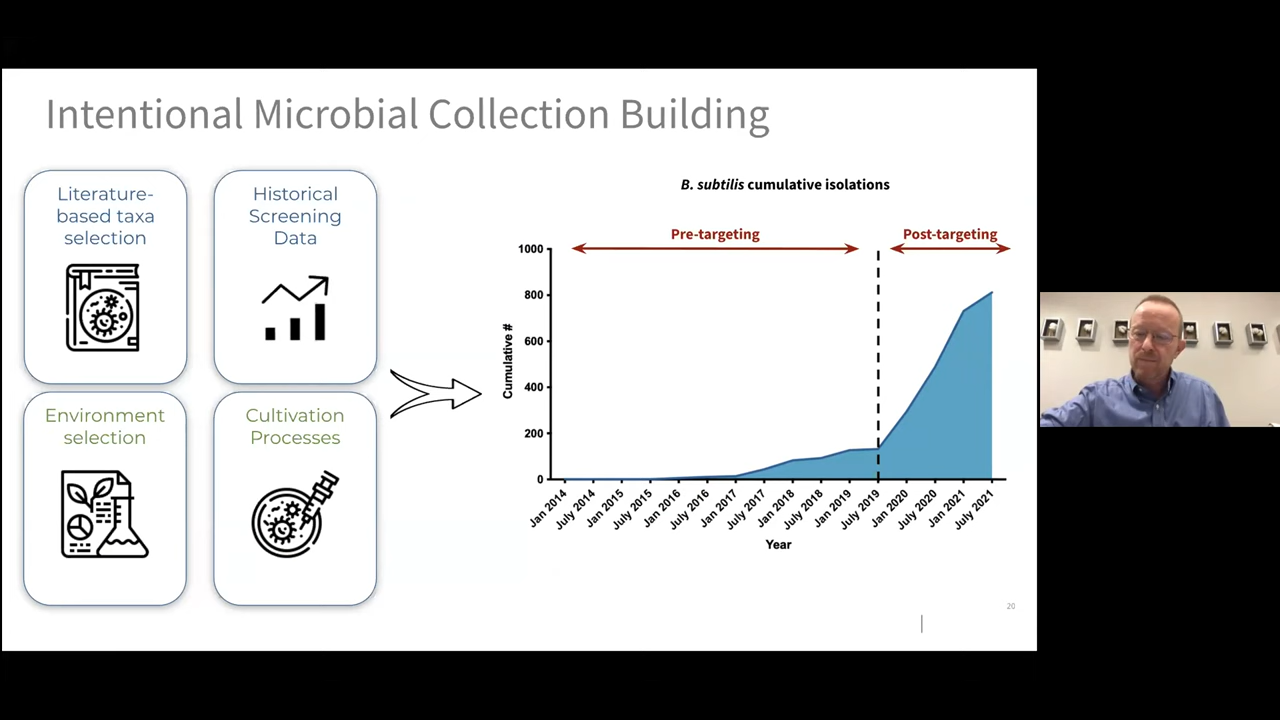 Intentional Microbial Collection Building
Literature-
based taxa
selection
Historical
Screening
Data
Environment
selection
Cultivation
Processes
B. subtilis cumulative isolations
Pre-targeting
Post-targeting
1000
800
600
400
200
0
Cumulative #
Jan 2014
July 2014
Jan 2015
July 2015
Jan 2016
July 2016
Jan 2017
July 2017
Jan 2018
July 2018
Jan 2019
July 2019
Jan 2020
July 2020
Jan 2021
July 2021
Year
20